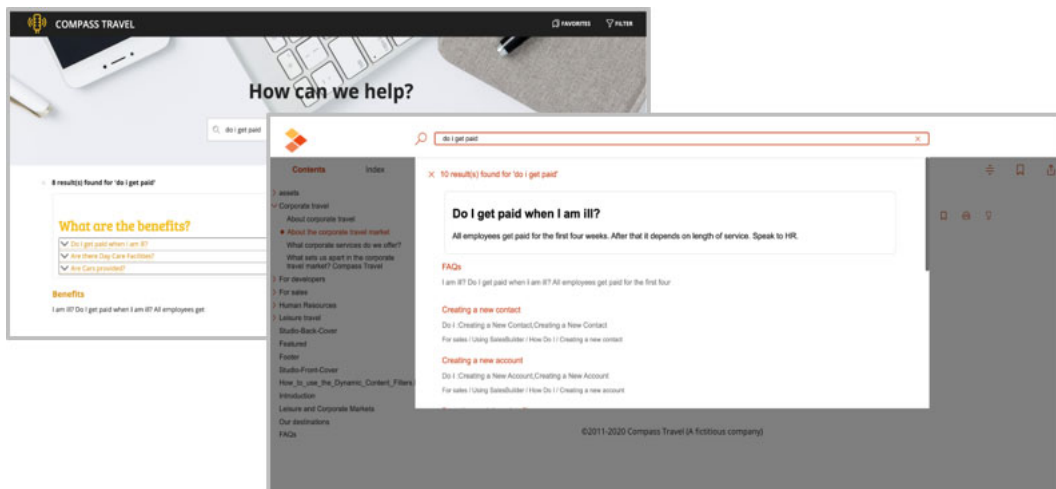 COMPASS TRAVEL
FAVORITES
FILTER
How can we help?
do i get paid
8 result(s) found for 'do i get paid'
What are the benefits?
Do i get paid when I am ill?
Are there Day Care Facilities?
Are Cars provided?
Benefits
I am ill? Do I get paid when I am ill? All employees get
do i get paid
Contents
Index
10 result(s) found for 'do i get paid'
assets
Corporate travel
About corporate travel
About the corporate travel market
What corporate services do we offer?
What sets us apart in the corporate
travel market? Compass Travel
For developers
For sales
Human Resources
Leisure travel
Studio-Back-Cover
Featured
Footer
Studio-Front-Cover
How_to_use_the_Dynamic_Content_Filters
Introduction
Leisure and Corporate Markets
Our destinations
FAQs
Do I get paid when I am ill?
All employees get paid for the first four weeks. After that it depends on length of service. Speak to HR.
FAQs
I am ill? Do I get paid when I am ill? All employees get paid for the first four
Creating a new contact
Do I :Creating a New Contact,Creating a New Contact
For sales / Using SalesBuilder / How Do I / Creating a new contact
Creating a new account
Do I :Creating a New Account,Creating a New Account
For sales / Using SalesBuilder / How Do I / Creating a new account
©2011-2020 Compass Travel (A fictitious company)